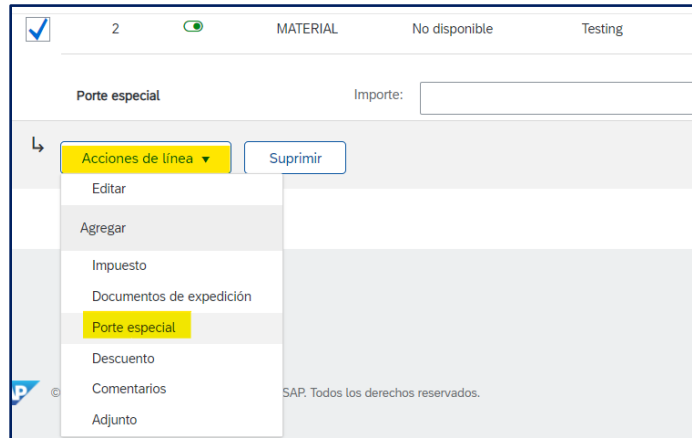 2 MATERIAL No disponible Testing
Porte especial Importe:
Acciones de línea Suprimir
Editar
Agregar
Impuesto
Documentos de expedición
Porte especial
Descuento
Comentarios
Adjunto
© SAP. Todos los derechos reservados.